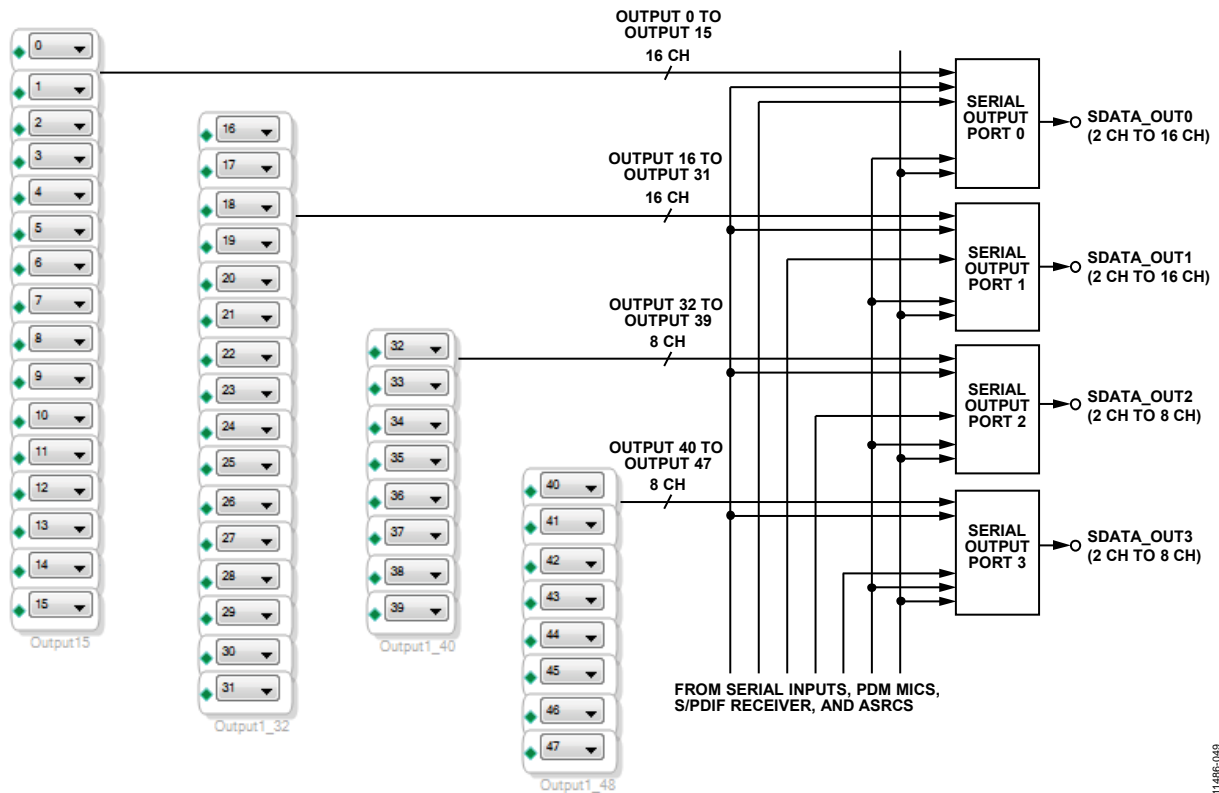 0
1
2
3
4
5
6
7
8
9
10
11
12
13
14
15
Output15
16
17
18
19
20
21
22
23
24
25
26
27
28
29
30
31
Output1_32
32
33
34
35
36
37
38
39
Output1_40
40
41
42
43
44
45
46
47
Output1_48
OUTPUT 0 TO
OUTPUT 15
16 CH
OUTPUT 16 TO
OUTPUT 31
16 CH
OUTPUT 32 TO
OUTPUT 39
8 CH
OUTPUT 40 TO
OUTPUT 47
8 CH
SERIAL
OUTPUT
PORT 0
SDATA_OUT0
(2 CH TO 16 CH)
SERIAL
OUTPUT
PORT 1
SDATA_OUT1
(2 CH TO 16 CH)
SERIAL
OUTPUT
PORT 2
SDATA_OUT2
(2 CH TO 8 CH)
SERIAL
OUTPUT
PORT 3
SDATA_OUT3
(2 CH TO 8 CH)
FROM SERIAL INPUTS, PDM MICS,
S/PDIF RECEIVER, AND ASRCS
11486-049